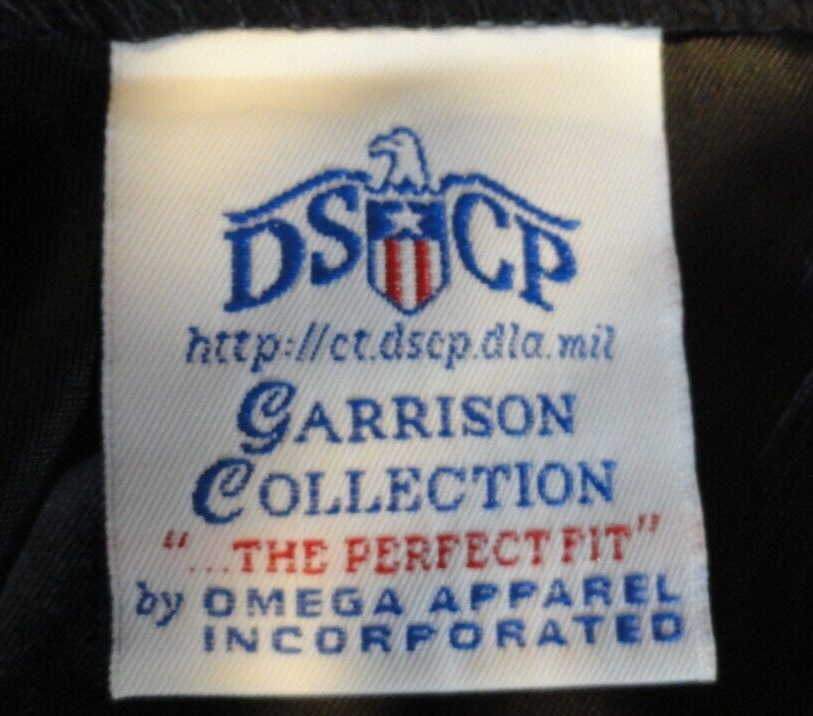 DSCP
http://ct.dscp.dla.mil
GARRISON
COLLECTION
"...THE PERFECT FIT"
by OMEGA APPAREL
INCORPORATED